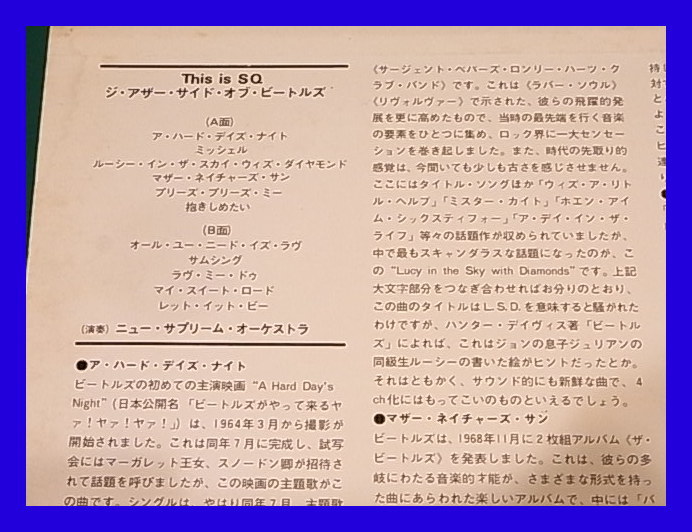 This is SQ
ジ・アザー・サイド・オブ・ビートルズ
(A面)
ア・ハード・デイズ・ナイト
ミッシェル
ルーシー・イン・ザ・スカイ・ウィズ・ダイヤモンド
マザー・ネイチャーズ・サン
プリーズ・プリーズ・ミー
抱きしめたい
(B面)
オール・ユー・ニード・イズ・ラヴ
サムシング
ラヴ・ミー・ドゥ
マイ・スイート・ロード
レット・イット・ビー
(演奏) ニュー・サプリーム・オーケストラ
●ア・ハード・デイズ・ナイト
ビートルズの初めての主演映画 "A Hard Day's
Night" (日本公開名「ビートルズがやって来るヤ
ァ!ヤァ!ヤァ!」) は、1964年3月から撮影が
開始されました。これは同年7月に完成し、試写
会にはマーガレット王女、スノードン卿が招待さ
れて話題を呼びましたが、この映画の主題歌がこ
の曲です。シングルは、やはり同年7月、主題歌
《サージェント・ペパーズ・ロンリー・ハーツ・ク
ラブ・バンド》です。これは《ラバー・ソウル》
《リヴォルヴァー》で示された、彼らの飛躍的発
展を更に高めたもので、当時の最先端を行く音楽
の要素をひとつに集め、ロック界に一大センセー
ションを巻き起しました。また、時代の先取り的
感覚は、今聞いても少しも古さを感じさせません。
ここにはタイトル・ソングほか「ウィズ・ア・リト
ル・ヘルプ」「ミスター・カイト」「ホエン・アイ
ム・シックスティフォー」「ア・デイ・イン・ザ・
ライフ」等々の話題作が収められていましたが、
中で最もスキャンダラスな話題になったのが、こ
の "Lucy in the Sky with Diamonds" です。上記
大文字部分をつなぎ合わせればお分りのとおり、
この曲のタイトルはL.S.D.を意味すると騒がれた
わけですが、ハンター・デイヴィス著「ビートル
ズ」によれば、これはジョンの息子ジュリアンの
同級生ルーシーの書いた絵がヒントだったとか。
それはともかく、サウンド的にも新鮮な曲で、4
ch化にはもってこいのものといえるでしょう。
●マザー・ネイチャーズ・サン
ビートルズは、1968年11月に2枚組アルバム《ザ・
ビートルズ》を発表しました。これは、彼らの多
岐にわたる音楽的才能が、さまざまな形式を持っ
た曲にあらわれた楽しいアルバムで、中には「バ